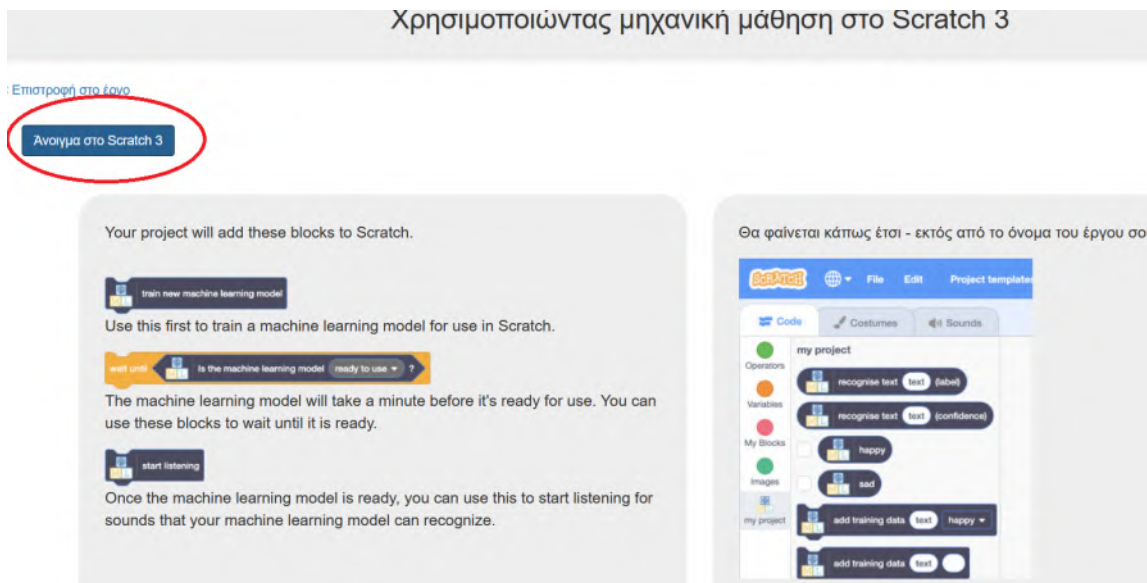 Χρησιμοποιώντας μηχανική μάθηση στο Scratch 3
Επιστροφή στο έργο
Άνοιγμα στο Scratch 3
Your project will add these blocks to Scratch.
train new machine learning model
Use this first to train a machine learning model for use in Scratch.
wait until Is the machine learning model ready to use ?
The machine learning model will take a minute before it's ready for use. You can
use these blocks to wait until it is ready.
start listening
Once the machine learning model is ready, you can use this to start listening for
sounds that your machine learning model can recognize.
Θα φαίνεται κάπως έτσι - εκτός από το όνομα του έργου σο
SCRATCH File Edit Project templates
Code Costumes Sounds
my project
Operators
recognise text text (label)
Variables
recognise text text (confidence)
My Blocks
happy
Images
sad
my project
add training data text happy
add training data text